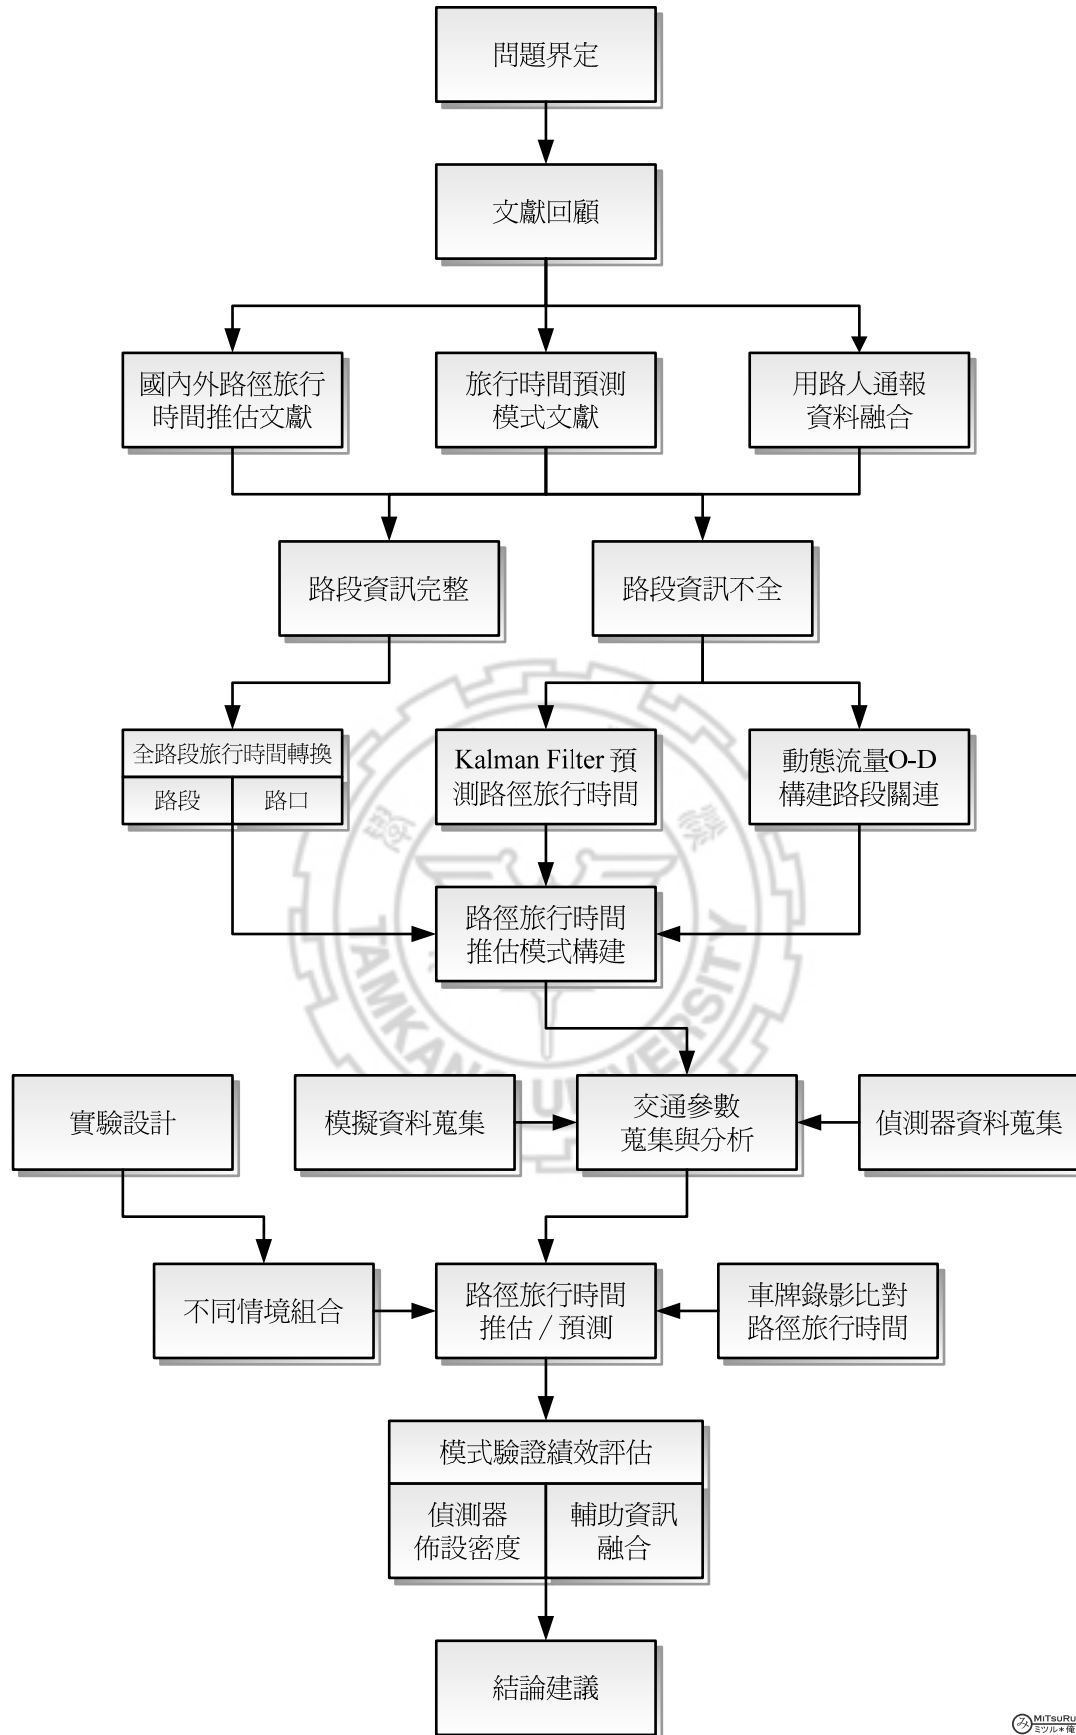 問題界定
文獻回顧
國內外路徑旅行
時間推估文獻
旅行時間預測
模式文獻
用路人通報
資料融合
路段資訊完整
路段資訊不全
全路段旅行時間轉換
路段
路口
Kalman Filter 預
測路徑旅行時間
動態流量O-D
構建路段關連
路徑旅行時間
推估模式構建
TAMKANG UNIVERSITY
實驗設計
模擬資料蒐集
交通參數
蒐集與分析
偵測器資料蒐集
不同情境組合
路徑旅行時間
推估 / 預測
車牌錄影比對
路徑旅行時間
模式驗證績效評估
偵測器
佈設密度
輔助資訊
融合
結論建議
み MiTSuRu
ミツル*俺